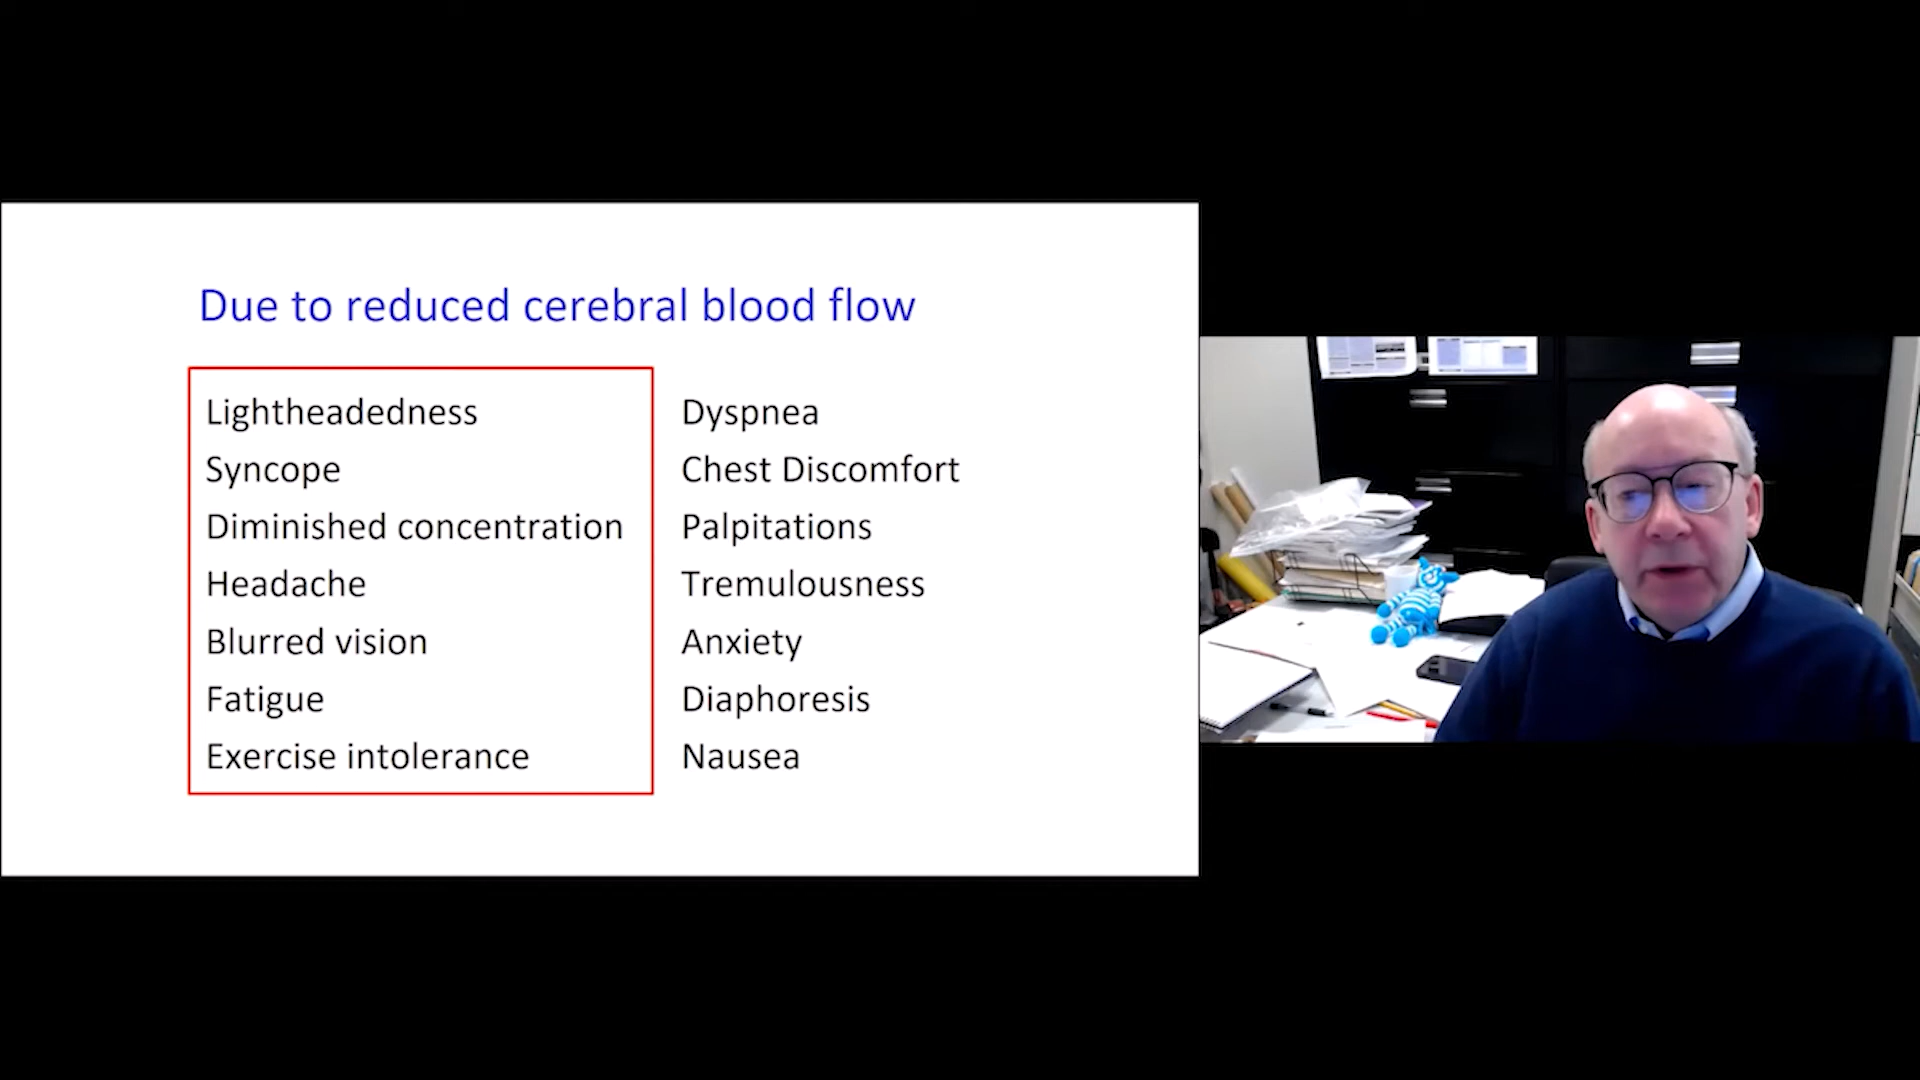 Due to reduced cerebral blood flow
Lightheadedness
Syncope
Diminished concentration
Headache
Blurred vision
Fatigue
Exercise intolerance
Dyspnea
Chest Discomfort
Palpitations
Tremulousness
Anxiety
Diaphoresis
Nausea